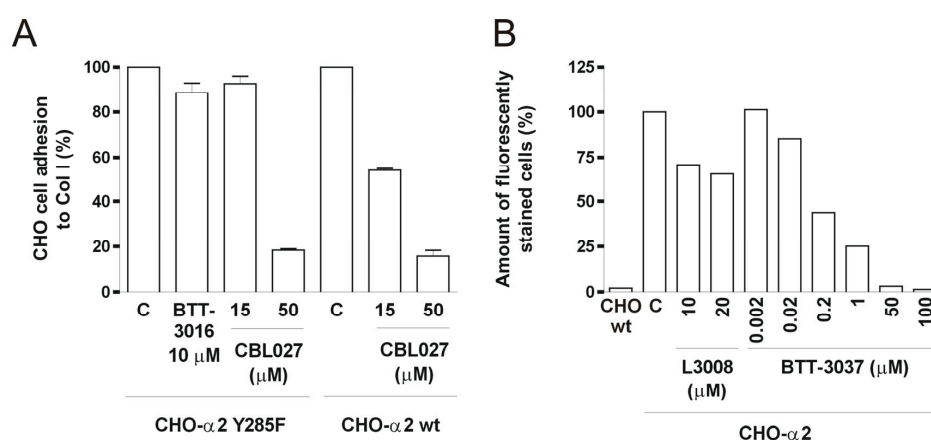 A
CHO cell adhesion
to Col I (%)
100
80
60
40
20
0
C
BTT-
3016
10 μM
15
50
CBL027
(μM)
C
15
50
CBL027
(μM)
CHO-α2 Y285F
CHO-α2 wt
B
Amount of fluorescently
stained cells (%)
125
100
75
50
25
0
CHO
wt
C
10
20
0.002
0.02
0.2
1
50
100
L3008
(μM)
BTT-3037 (μM)
CHO-α2